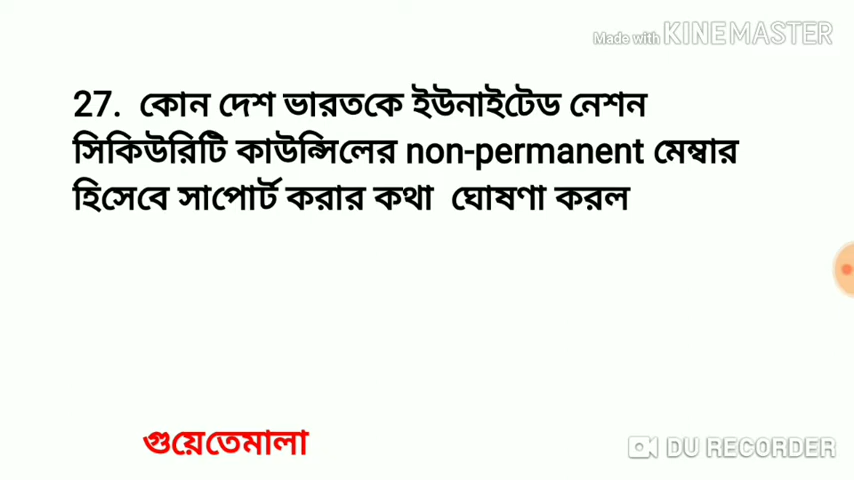 Made with KINEMASTER
27. কোন দেশ ভারতকে ইউনাইটেড নেশন
সিকিউরিটি কাউন্সিলের non-permanent মেম্বার
হিসেবে সাপোর্ট করার কথা ঘোষণা করল
গুয়েতেমালা
DU RECORDER